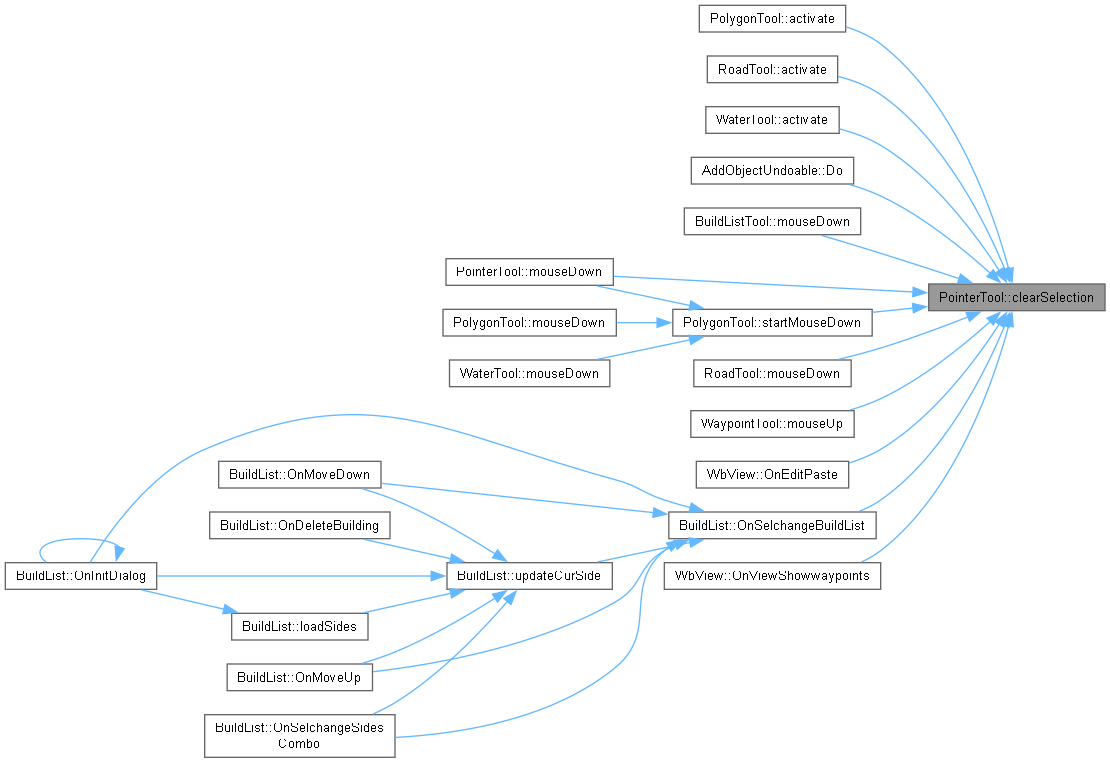 PolygonTool::activate
RoadTool::activate
WaterTool::activate
AddObjectUndoable::Do
BuildListTool::mouseDown
PointerTool::mouseDown
PointerTool::clearSelection
PolygonTool::mouseDown
PolygonTool::startMouseDown
WaterTool::mouseDown
RoadTool::mouseDown
WaypointTool::mouseUp
BuildList::OnMoveDown
WbView::OnEditPaste
BuildList::OnDeleteBuilding
BuildList::OnSelchangeBuildList
BuildList::OnInitDialog
BuildList::updateCurSide
WbView::OnViewShowwaypoints
BuildList::loadSides
BuildList::OnMoveUp
BuildList::OnSelchangeSides
Combo